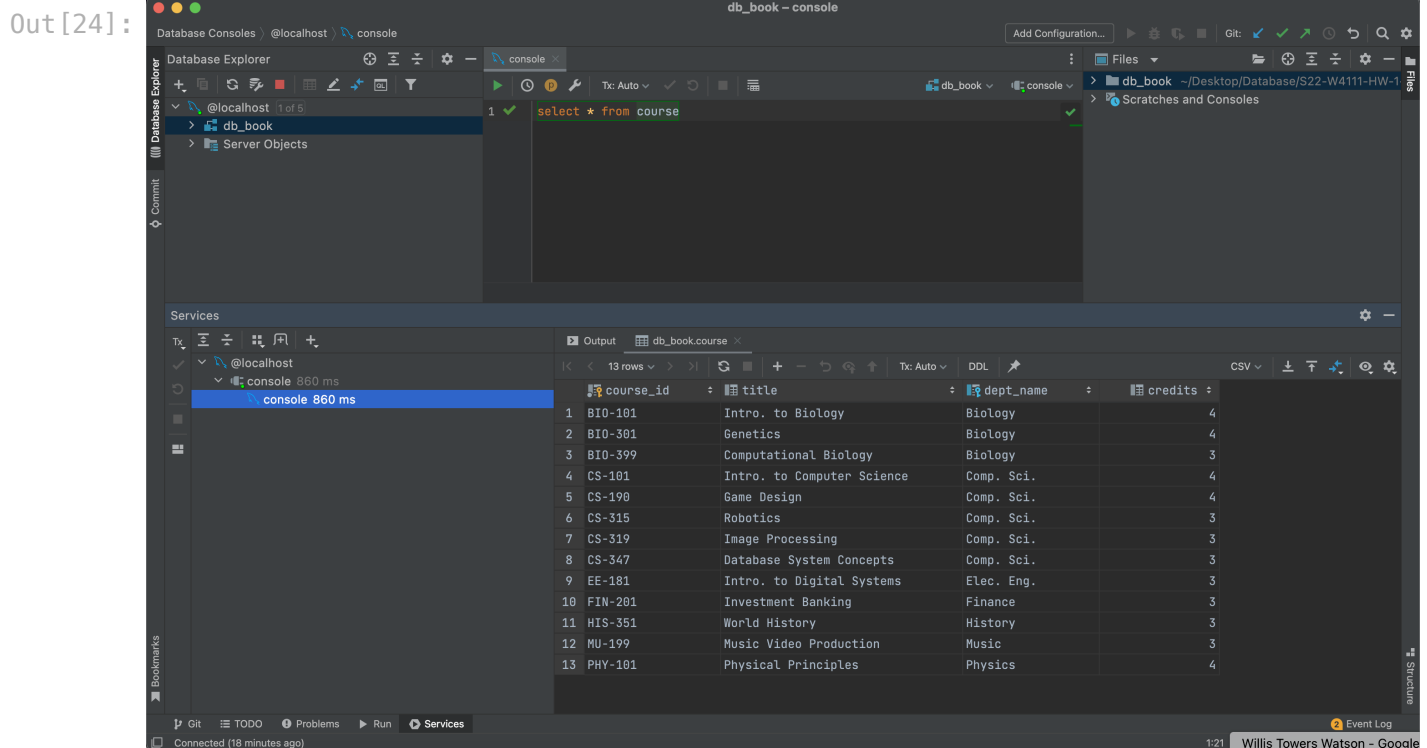 Out[24]:
db_book – console
Database Consoles
@localhost
console
Add Configuration...
Git:
Database Explorer
console
Files
Tx: Auto
db_book
console
db_book ~/Desktop/Database/S22-W4111-HW-1
Scratches and Consoles
@localhost 1 of 5
db_book
Server Objects
1
select * from course
Database Explorer
Commit
Bookmarks
Files
Structure
Services
Tx
@localhost
console 860 ms
console 860 ms
Output
db_book.course
13 rows
Tx: Auto
DDL
CSV
course_id title dept_name credits
1 BIO-101 Intro. to Biology Biology 4
2 BIO-301 Genetics Biology 4
3 BIO-399 Computational Biology Biology 3
4 CS-101 Intro. to Computer Science Comp. Sci. 4
5 CS-190 Game Design Comp. Sci. 4
6 CS-315 Robotics Comp. Sci. 3
7 CS-319 Image Processing Comp. Sci. 3
8 CS-347 Database System Concepts Comp. Sci. 3
9 EE-181 Intro. to Digital Systems Elec. Eng. 3
10 FIN-201 Investment Banking Finance 3
11 HIS-351 World History History 3
12 MU-199 Music Video Production Music 3
13 PHY-101 Physical Principles Physics 4
Git
TODO
Problems
Run
Services
2 Event Log
Connected (18 minutes ago)
1:21
Willis Towers Watson - Google